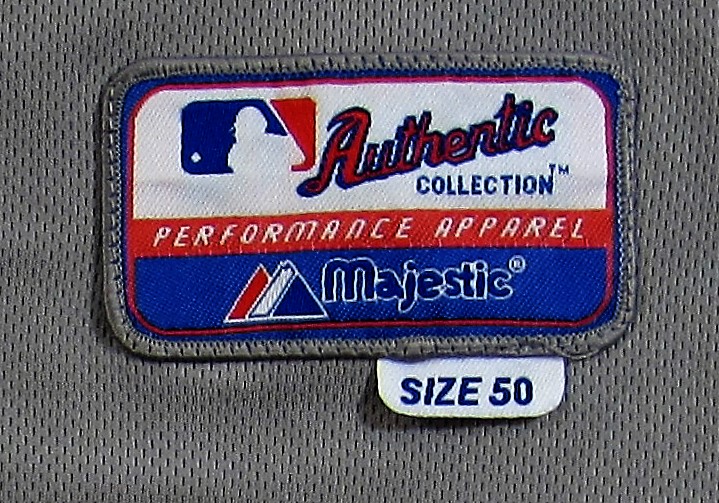 Authentic
COLLECTION™
PERFORMANCE APPAREL
Majestic®
SIZE 50